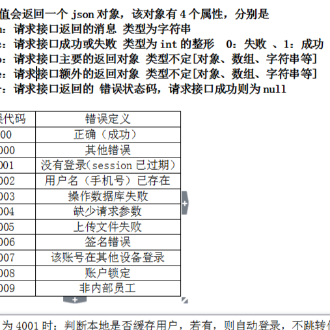 值会返回一个 json 对象，该对象有 4 个属性，分别是
：请求接口返回的消息 类型为字符串
：请求接口成功或失败 类型为 int 的整形 0：失败 、1：成功
：请求接口主要的返回对象 类型不定[对象、数组、字符串等]
：请求接口额外的返回对象 类型不定[对象、数组、字符串等]
：请求接口返回的 错误状态码，请求接口成功则为 null
代码 错误定义
00 正确（成功）
000 其他错误
001 没有登录（session 已过期）
002 用户名（手机号）已存在
003 操作数据库失败
004 缺少请求参数
005 上传文件失败
006 签名错误
007 该账号在其他设备登录
008 账户锁定
009 非内部员工
为 4001 时：判断本地是否缓存用户，若有，则自动登录，不跳转